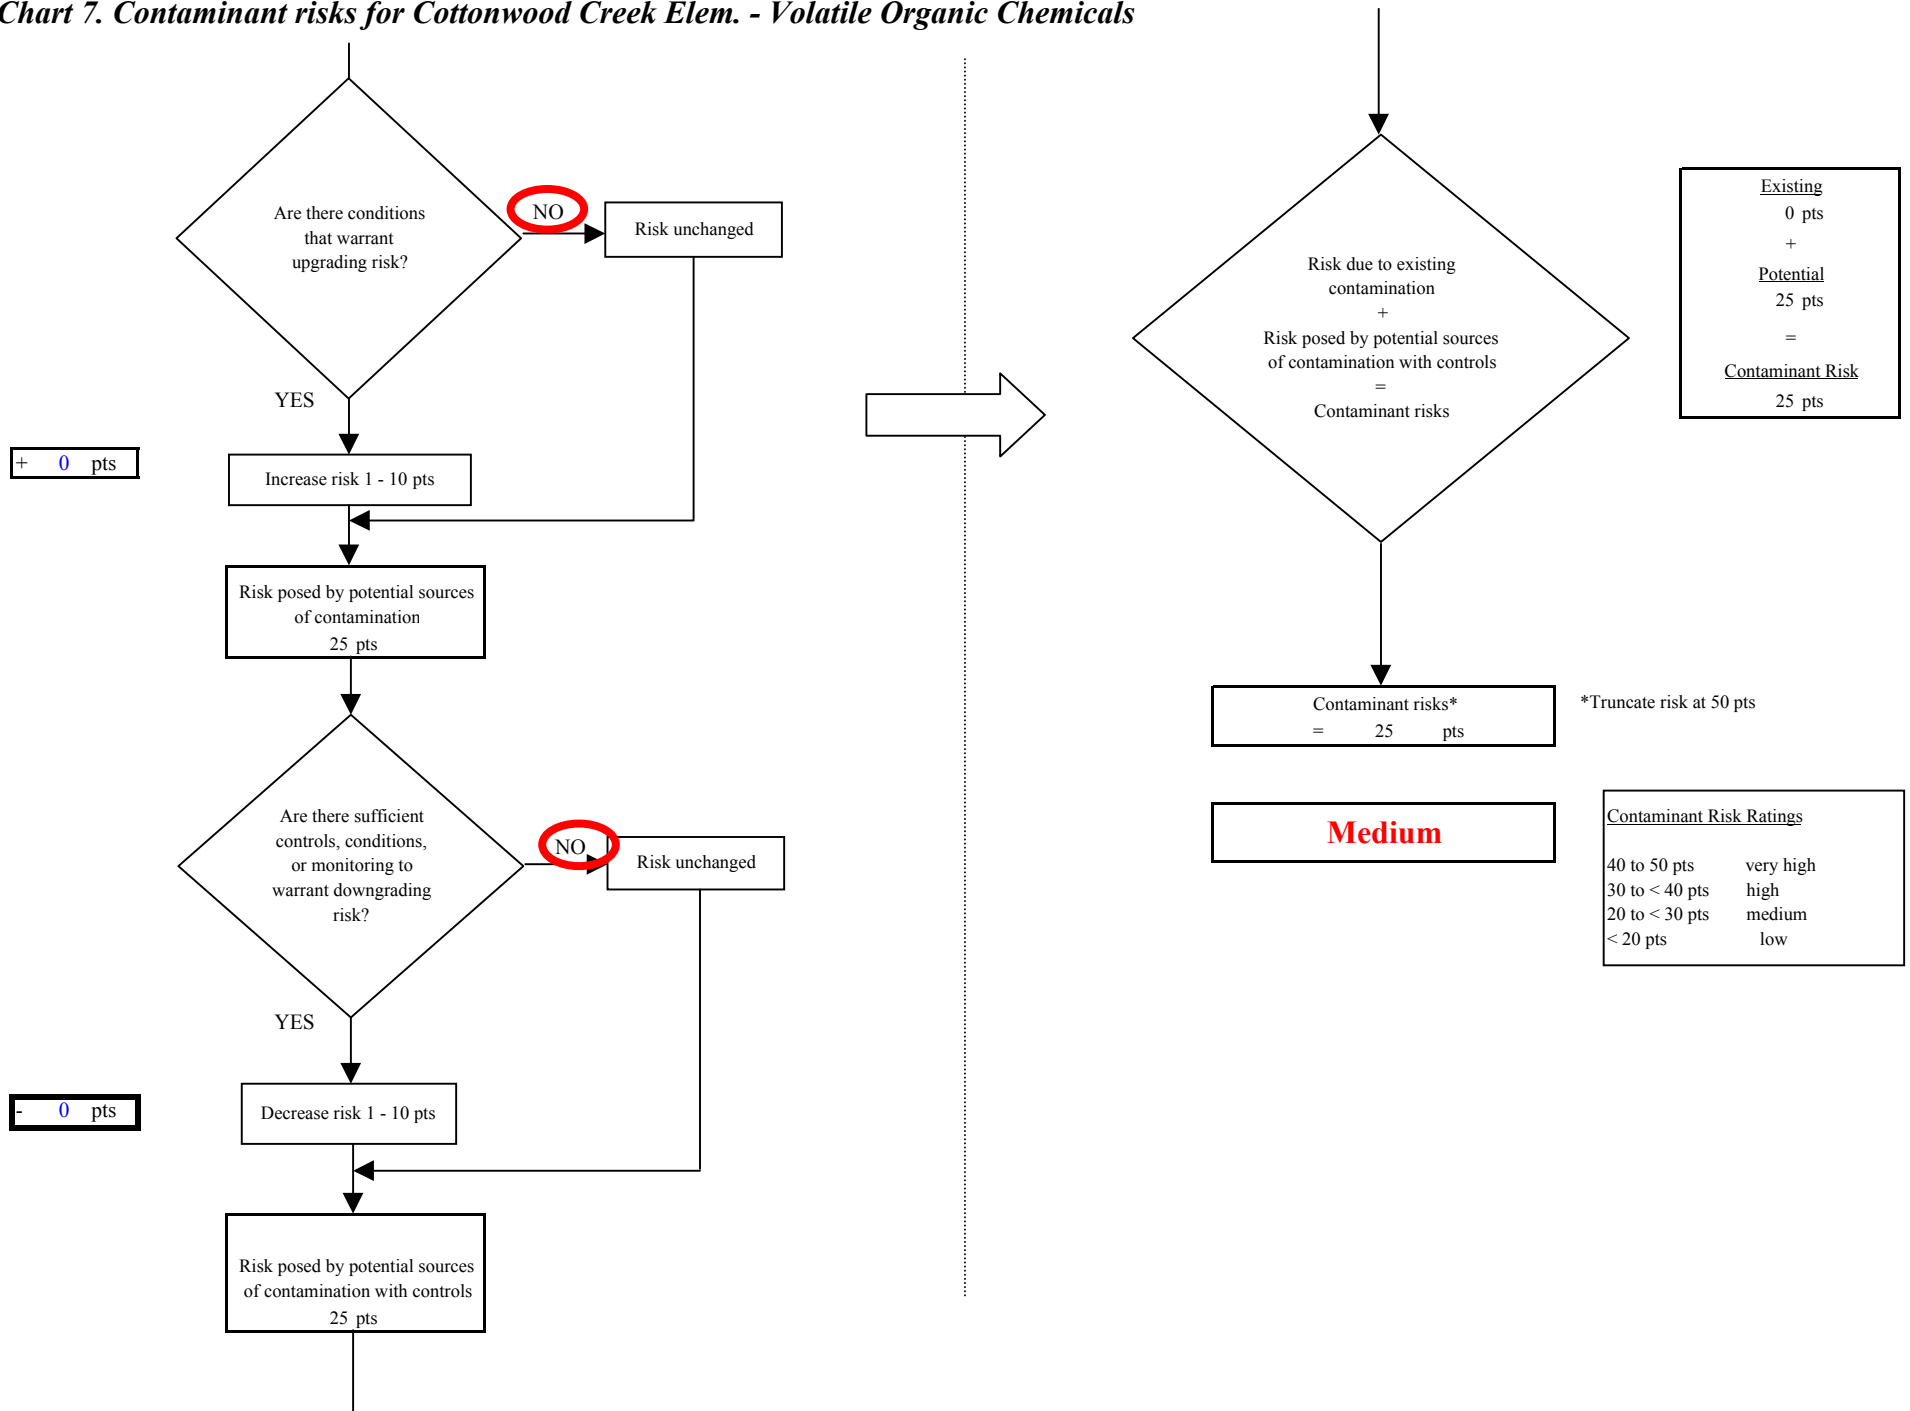 Chart 7. Contaminant risks for Cottonwood Creek Elem. - Volatile Organic Chemicals
Are there conditions
that warrant
upgrading risk?
NO
Risk unchanged
YES
+ 0 pts
Increase risk 1 - 10 pts
Risk posed by potential sources
of contamination
25 pts
Are there sufficient
controls, conditions,
or monitoring to
warrant downgrading
risk?
NO
Risk unchanged
YES
- 0 pts
Decrease risk 1 - 10 pts
Risk posed by potential sources
of contamination with controls
25 pts
Risk due to existing
contamination
+
Risk posed by potential sources
of contamination with controls
=
Contaminant risks
Existing
0 pts
+
Potential
25 pts
=
Contaminant Risk
25 pts
Contaminant risks*
= 25 pts
*Truncate risk at 50 pts
Medium
Contaminant Risk Ratings
40 to 50 pts very high
30 to < 40 pts high
20 to < 30 pts medium
< 20 pts low